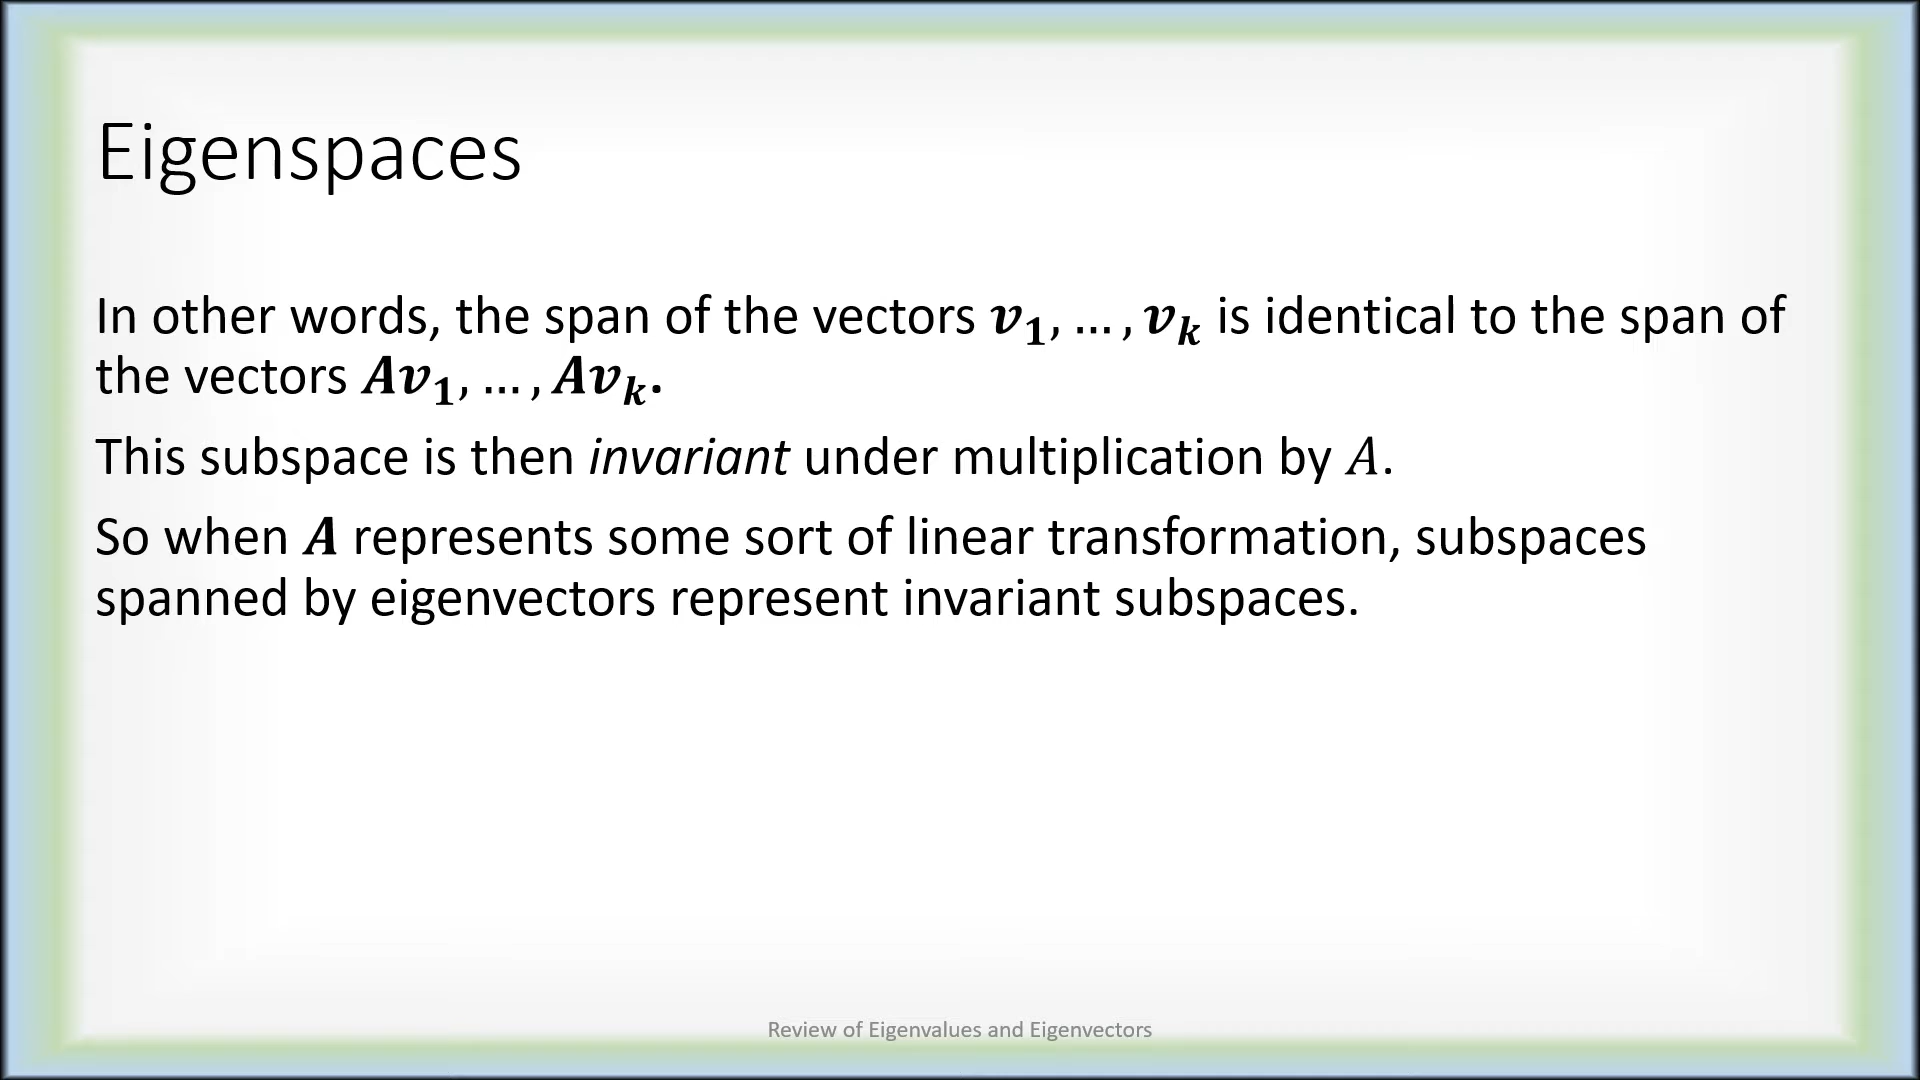 Eigenspaces
In other words, the span of the vectors 𝒗₁, … , 𝒗ₖ is identical to the span of
the vectors 𝑨𝒗₁, … , 𝑨𝒗ₖ.
This subspace is then invariant under multiplication by 𝐴.
So when 𝑨 represents some sort of linear transformation, subspaces
spanned by eigenvectors represent invariant subspaces.
Review of Eigenvalues and Eigenvectors